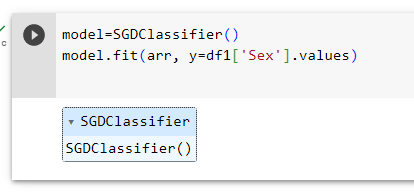 model=SGDClassifier()
model.fit(arr, y=df1['Sex'].values)
▾ SGDClassifier
SGDClassifier()